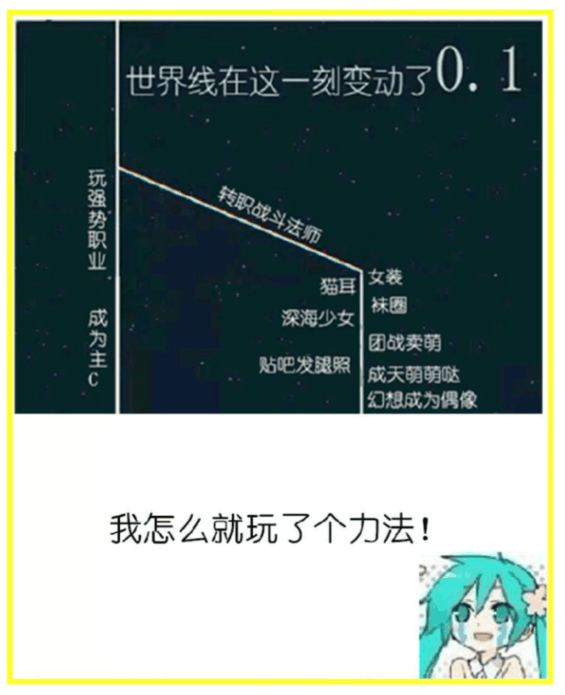 世界线在这一刻变动了0.1
玩强势职业 成为主C
转职战斗法师
猫耳
深海少女
贴吧发腿照
女装
袜圈
团战卖萌
成天萌萌哒
幻想成为偶像
我怎么就玩了个力法！